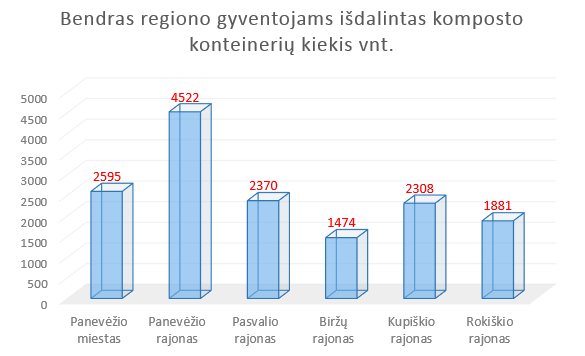 Bendras regiono gyventojams išdalintas komposto
konteinerių kiekis vnt.
5000
4500
4000
3500
3000
2500
2000
1500
1000
500
0
2595
4522
2370
1474
2308
1881
Panevėžio
miestas
Panevėžio
rajonas
Pasvalio
rajonas
Biržų
rajonas
Kupiškio
rajonas
Rokiškio
rajonas